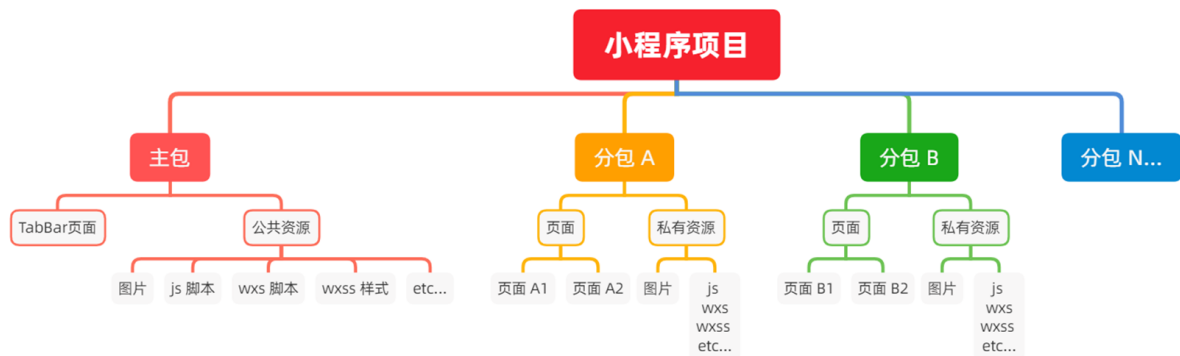 小程序项目
主包
分包 A
分包 B
分包 N...
TabBar页面
公共资源
页面
私有资源
页面
私有资源
图片
js 脚本
wxs 脚本
wxss 样式
etc...
页面 A1
页面 A2
图片
js
wxs
wxss
etc...
页面 B1
页面 B2
图片
js
wxs
wxss
etc...